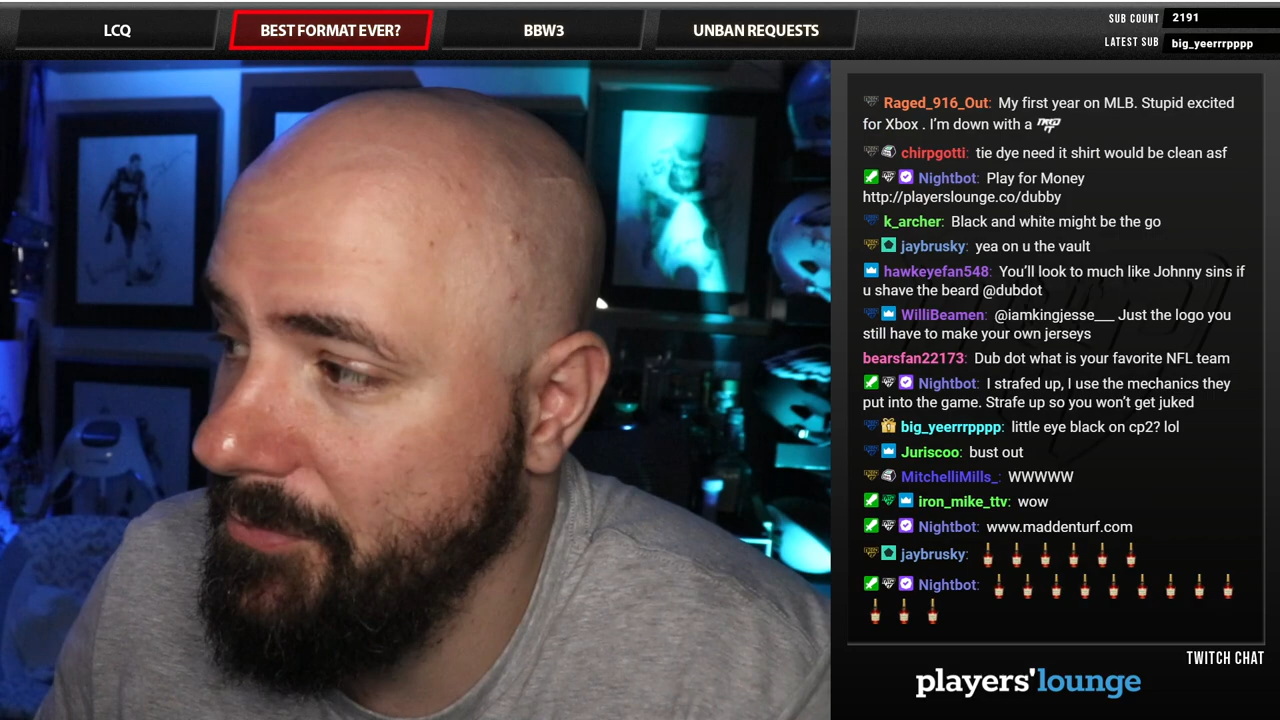 LCQ
BEST FORMAT EVER?
BBW3
UNBAN REQUESTS
SUB COUNT 2191
LATEST SUB big_yeerrrpppp
Raged_916_Out: My first year on MLB. Stupid excited
for Xbox . I'm down with a
chirpgotti: tie dye need it shirt would be clean asf
Nightbot: Play for Money
http://playerslounge.co/dubby
k_archer: Black and white might be the go
jaybrusky: yea on u the vault
hawkeyefan548: You'll look to much like Johnny sins if
u shave the beard @dubdot
WilliBeamen: @iamkingjesse___ Just the logo you
still have to make your own jerseys
bearsfan22173: Dub dot what is your favorite NFL team
Nightbot: I strafed up, I use the mechanics they
put into the game. Strafe up so you won't get juked
big_yeerrrpppp: little eye black on cp2? lol
Juriscoo: bust out
MitchelliMills_: WWWWW
iron_mike_ttv: wow
Nightbot: www.maddenturf.com
jaybrusky:
Nightbot:
TWITCH CHAT
players'lounge